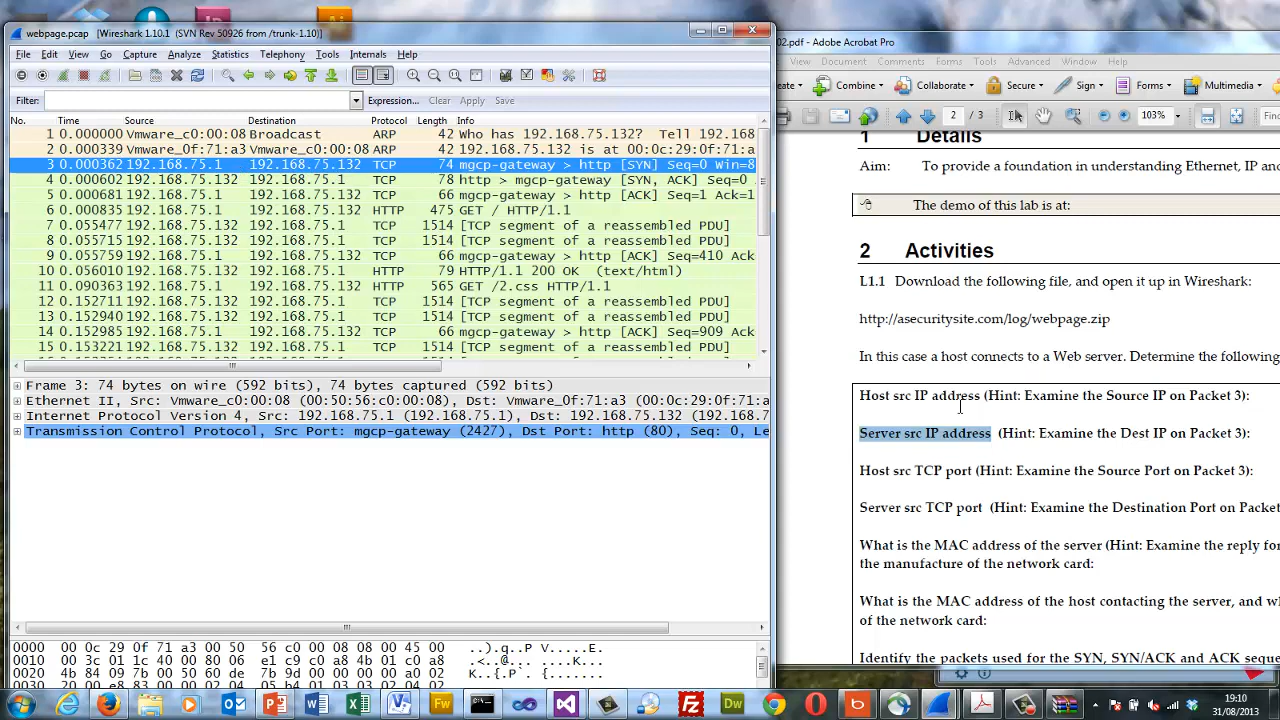 webpage.pcap [Wireshark 1.10.1 (SVN Rev 50926 from /trunk-1.10)]
File Edit View Go Capture Analyze Statistics Telephony Tools Internals Help
Filter: Expression... Clear Apply Save
No. Time Source Destination Protocol Length Info
1 0.000000 Vmware_c0:00:08 Broadcast ARP 42 Who has 192.168.75.132? Tell 192.168
2 0.000339 Vmware_0f:71:a3 Vmware_c0:00:08 ARP 42 192.168.75.132 is at 00:0c:29:0f:71:a
3 0.000362 192.168.75.1 192.168.75.132 TCP 74 mgcp-gateway > http [SYN] Seq=0 Win=8
4 0.000602 192.168.75.132 192.168.75.1 TCP 78 http > mgcp-gateway [SYN, ACK] Seq=0
5 0.000681 192.168.75.1 192.168.75.132 TCP 66 mgcp-gateway > http [ACK] Seq=1 Ack=1
6 0.000835 192.168.75.1 192.168.75.132 HTTP 475 GET / HTTP/1.1
7 0.055477 192.168.75.132 192.168.75.1 TCP 1514 [TCP segment of a reassembled PDU]
8 0.055715 192.168.75.132 192.168.75.1 TCP 1514 [TCP segment of a reassembled PDU]
9 0.055759 192.168.75.1 192.168.75.132 TCP 66 mgcp-gateway > http [ACK] Seq=410 Ack
10 0.056010 192.168.75.132 192.168.75.1 HTTP 79 HTTP/1.1 200 OK (text/html)
11 0.090363 192.168.75.1 192.168.75.132 HTTP 565 GET /2.css HTTP/1.1
12 0.152711 192.168.75.132 192.168.75.1 TCP 1514 [TCP segment of a reassembled PDU]
13 0.152940 192.168.75.132 192.168.75.1 TCP 1514 [TCP segment of a reassembled PDU]
14 0.152985 192.168.75.1 192.168.75.132 TCP 66 mgcp-gateway > http [ACK] Seq=909 Ack
15 0.153224 192.168.75.132 192.168.75.1 TCP 1514 [TCP segment of a reassembled PDU]
Frame 3: 74 bytes on wire (592 bits), 74 bytes captured (592 bits)
Ethernet II, Src: Vmware_c0:00:08 (00:50:56:c0:00:08), Dst: Vmware_0f:71:a3 (00:0c:29:0f:71:a
Internet Protocol Version 4, Src: 192.168.75.1 (192.168.75.1), Dst: 192.168.75.132 (192.168.7
Transmission Control Protocol, Src Port: mgcp-gateway (2427), Dst Port: http (80), Seq: 0, Le
0000 00 0c 29 0f 71 a3 00 50 56 c0 00 08 08 00 45 00 ..).q..P V.....E.
0010 00 3c 01 1c 40 00 80 06 e1 c9 c0 a8 4b 01 c0 a8 .<..@... ....K...
0020 4b 84 09 7b 00 50 60 de 7b 9d 00 00 00 00 a0 02 K..{.P`. {.......
02.pdf - Adobe Acrobat Pro
View Document Comments Forms Tools Advanced Window Help
Combine Collaborate Secure Sign Forms Multimedia
2 / 3 103% Find
1 Details
Aim: To provide a foundation in understanding Ethernet, IP and
The demo of this lab is at:
2 Activities
L1.1 Download the following file, and open it up in Wireshark:
http://asecuritysite.com/log/webpage.zip
In this case a host connects to a Web server. Determine the following
Host src IP address (Hint: Examine the Source IP on Packet 3):
Server src IP address (Hint: Examine the Dest IP on Packet 3):
Host src TCP port (Hint: Examine the Source Port on Packet 3):
Server src TCP port (Hint: Examine the Destination Port on Packet
What is the MAC address of the server (Hint: Examine the reply for
the manufacture of the network card:
What is the MAC address of the host contacting the server, and wh
of the network card:
Identify the packets used for the SYN, SYN/ACK and ACK seque
19:10
31/08/2013